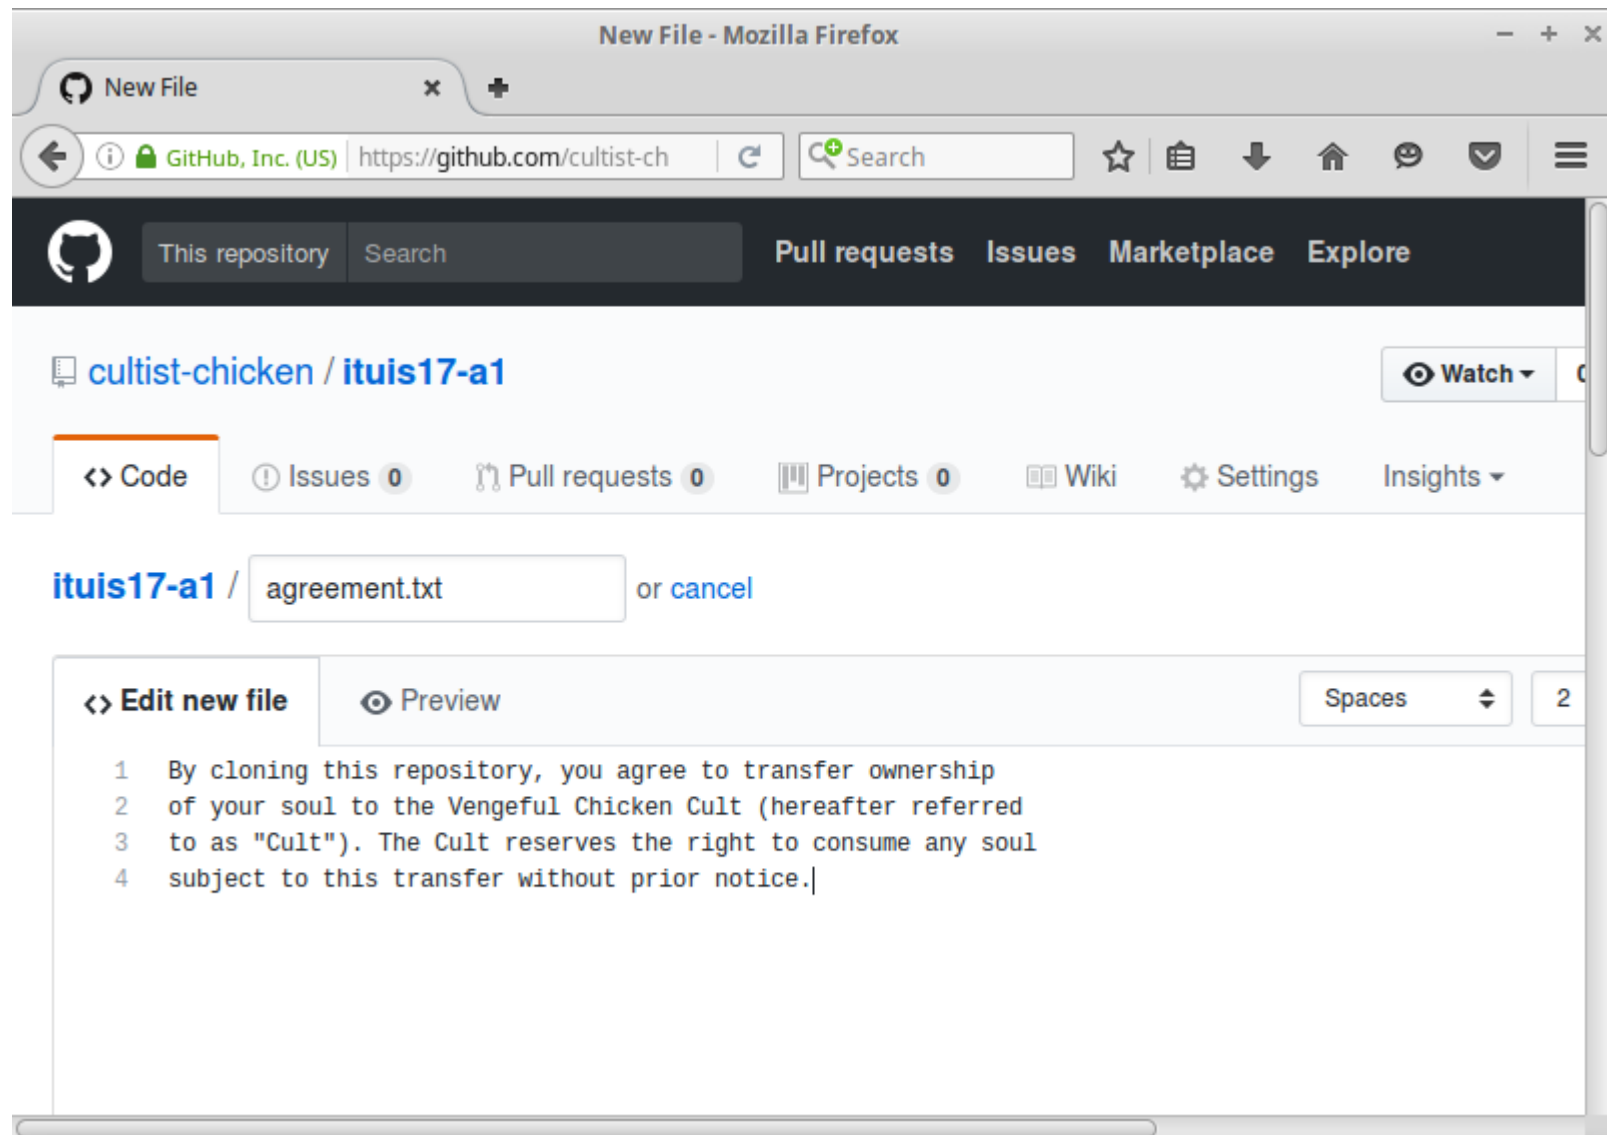 New File - Mozilla Firefox
New File
GitHub, Inc. (US) https://github.com/cultist-ch Search
This repository Search Pull requests Issues Marketplace Explore
cultist-chicken / ituis17-a1 Watch 0
Code Issues 0 Pull requests 0 Projects 0 Wiki Settings Insights
ituis17-a1 / agreement.txt or cancel
Edit new file Preview Spaces 2
1 By cloning this repository, you agree to transfer ownership
2 of your soul to the Vengeful Chicken Cult (hereafter referred
3 to as "Cult"). The Cult reserves the right to consume any soul
4 subject to this transfer without prior notice.